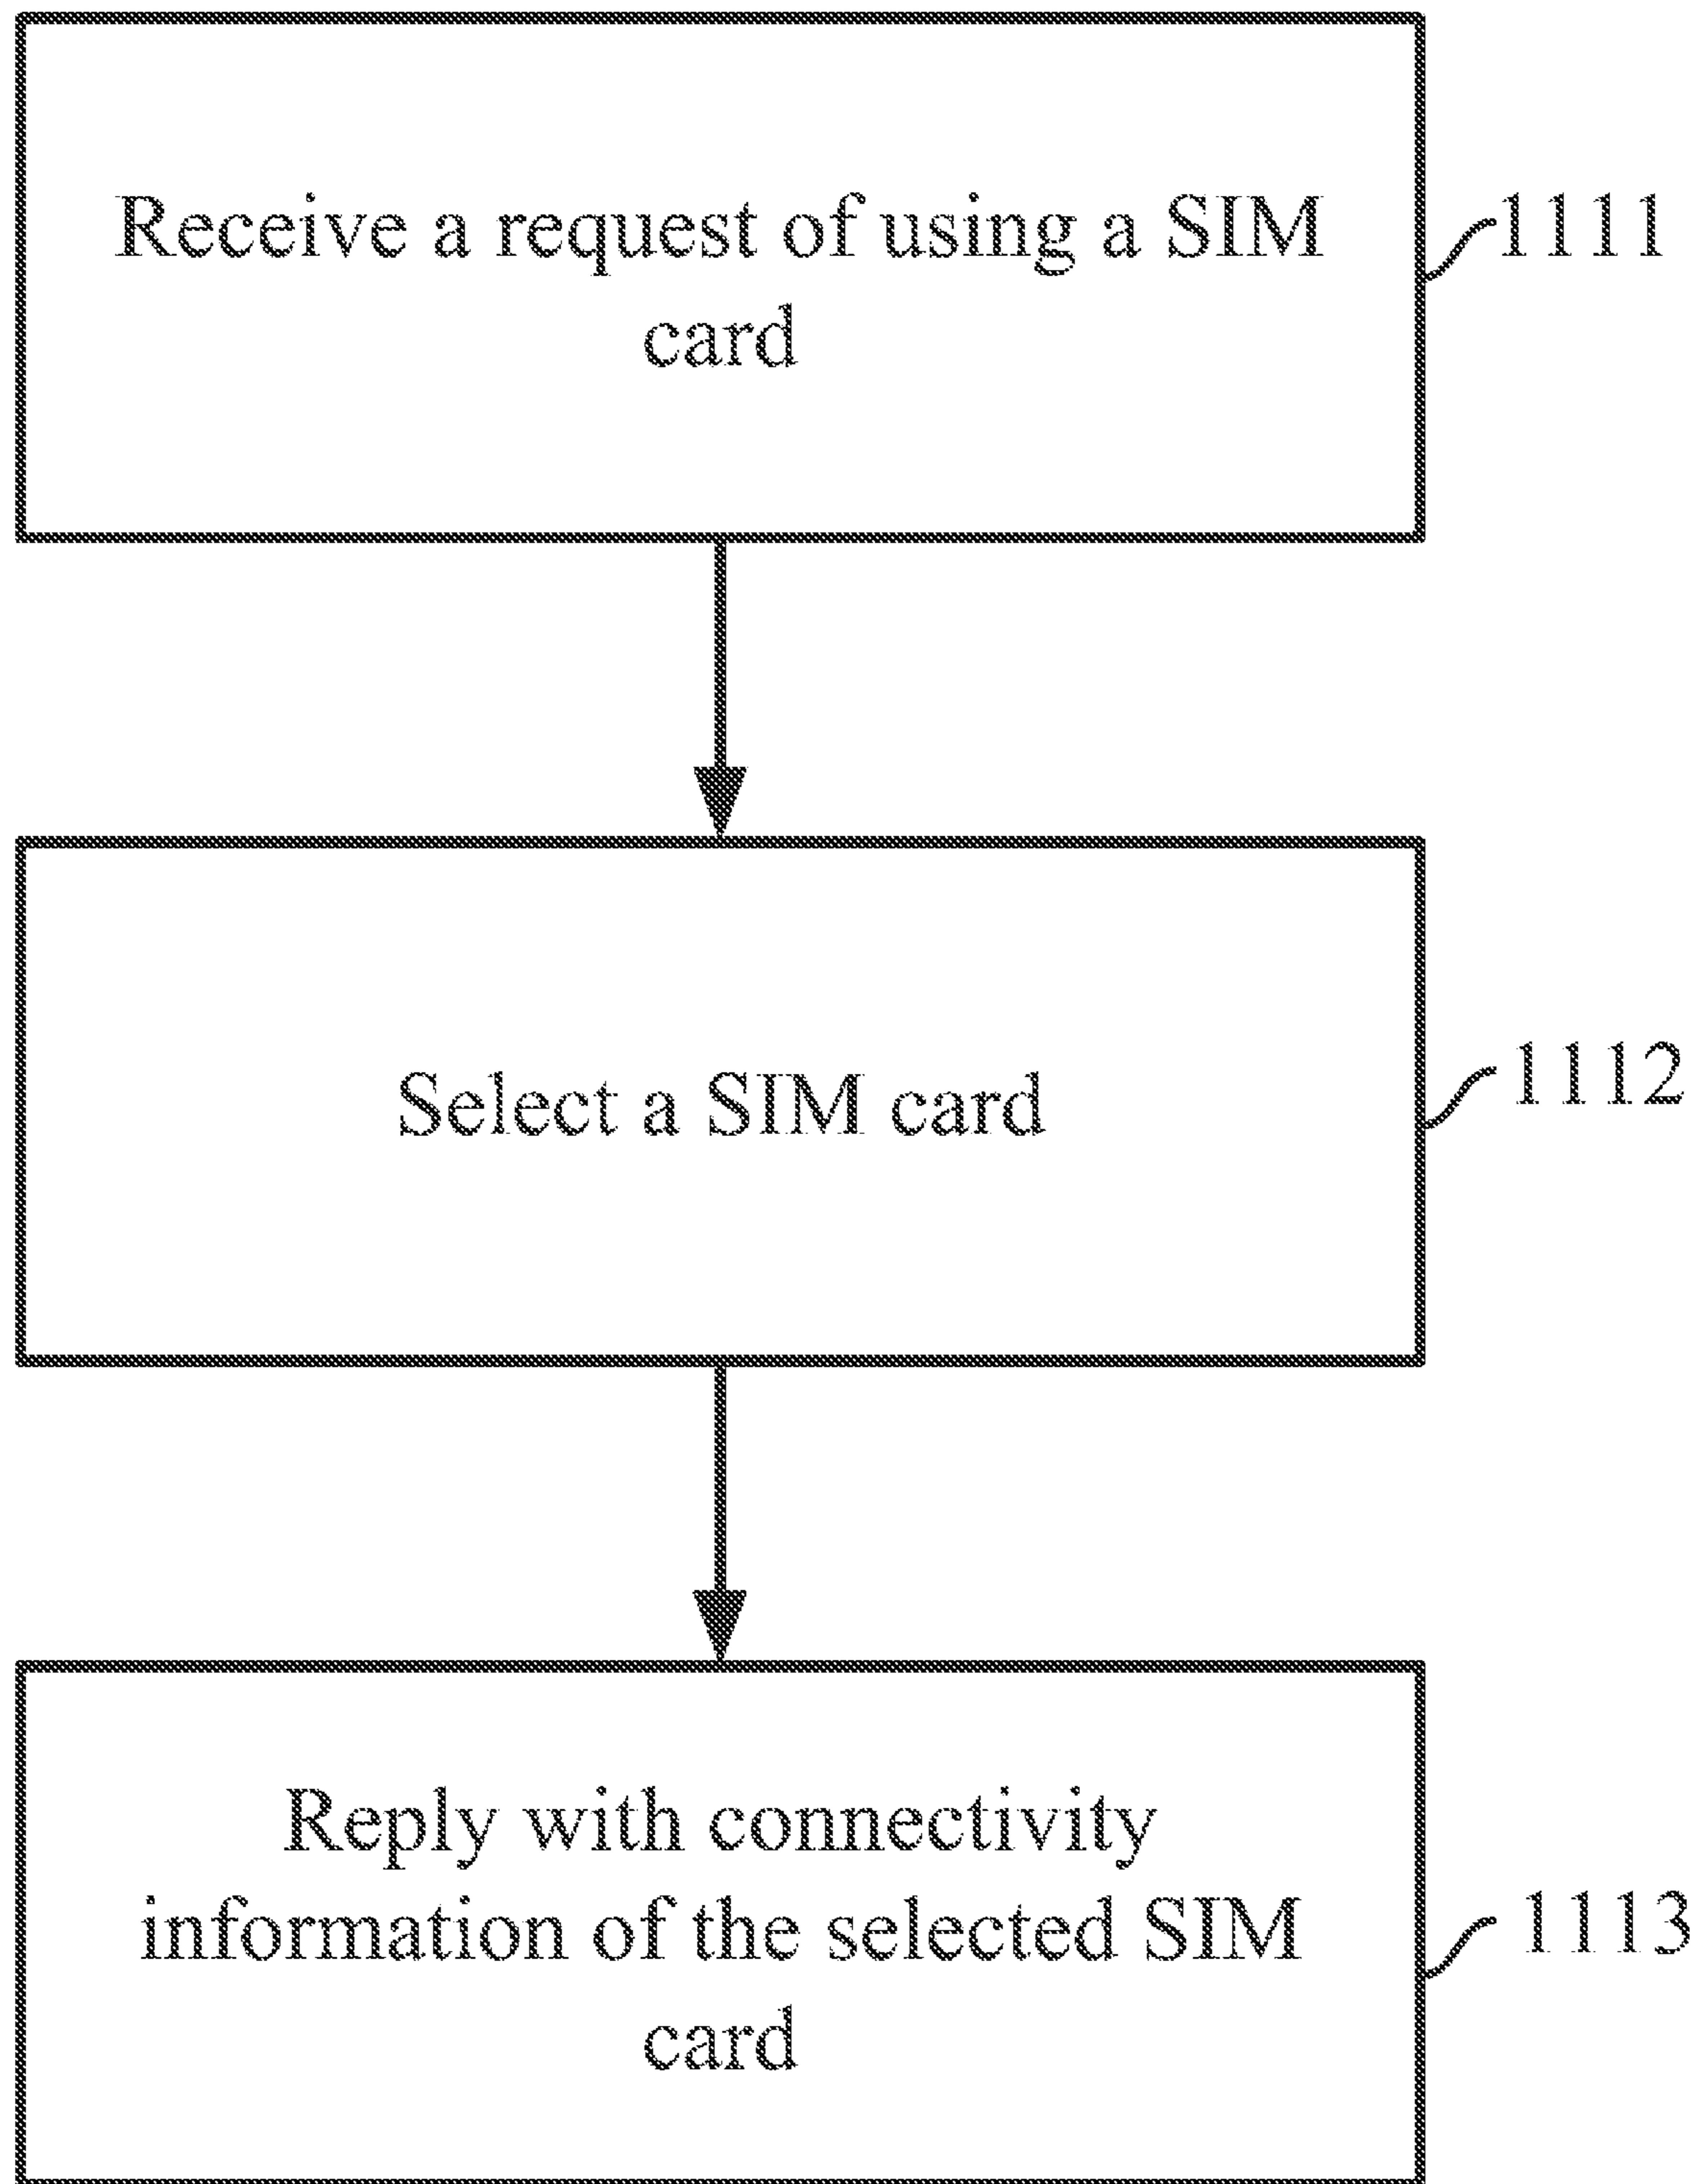 Receive a request of using a SIM
card
1111
Select a SIM card
1112
Reply with connectivity
information of the selected SIM
card
1113